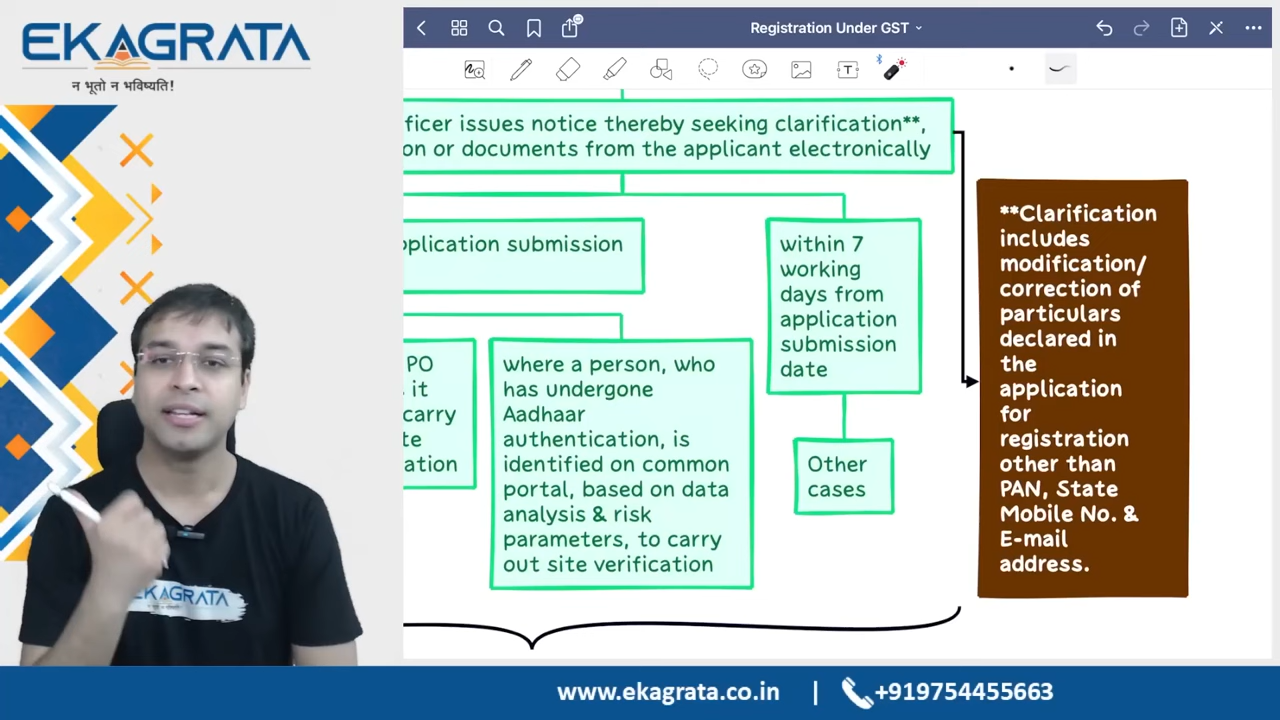 EKAGRATA
न भूतो न भविष्यति!
Registration Under GST
T
ficer issues notice thereby seeking clarification**,
on or documents from the applicant electronically
plication submission
within 7
working
days from
application
submission
date
PO
it
carry
te
ation
where a person, who
has undergone
Aadhaar
authentication, is
identified on common
portal, based on data
analysis & risk
parameters, to carry
out site verification
Other
cases
**Clarification
includes
modification/
correction of
particulars
declared in
the
application
for
registration
other than
PAN, State
Mobile No. &
E-mail
address.
EKAGRATA
न भूतो न भविष्यति!
www.ekagrata.co.in | +919754455663